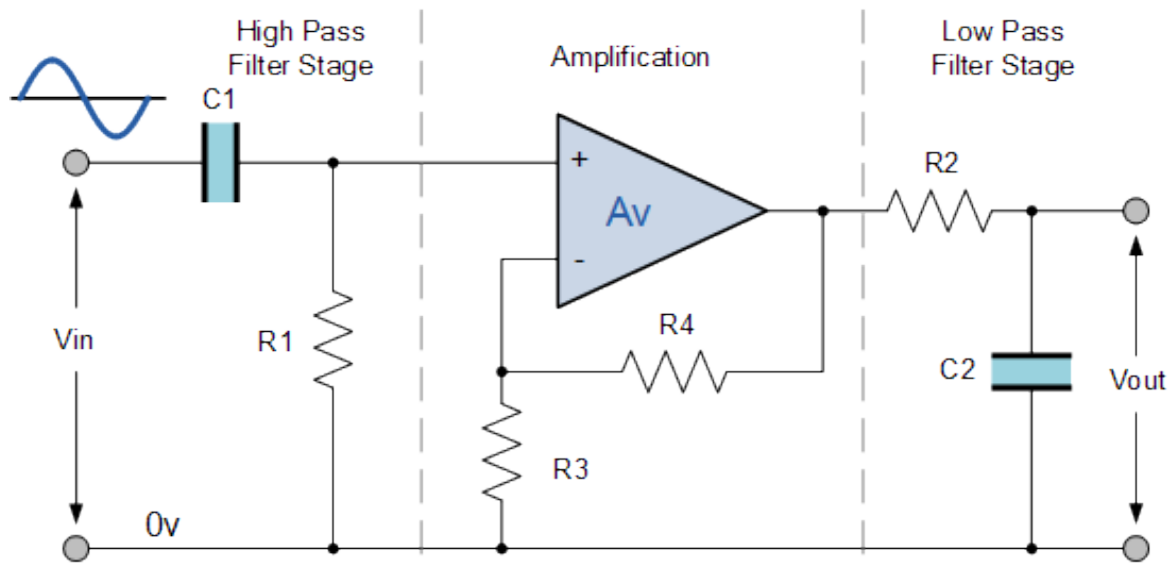 High Pass
Filter Stage
Amplification
Low Pass
Filter Stage
C1
+
Av
-
R2
Vin
R1
R4
C2
Vout
R3
0v